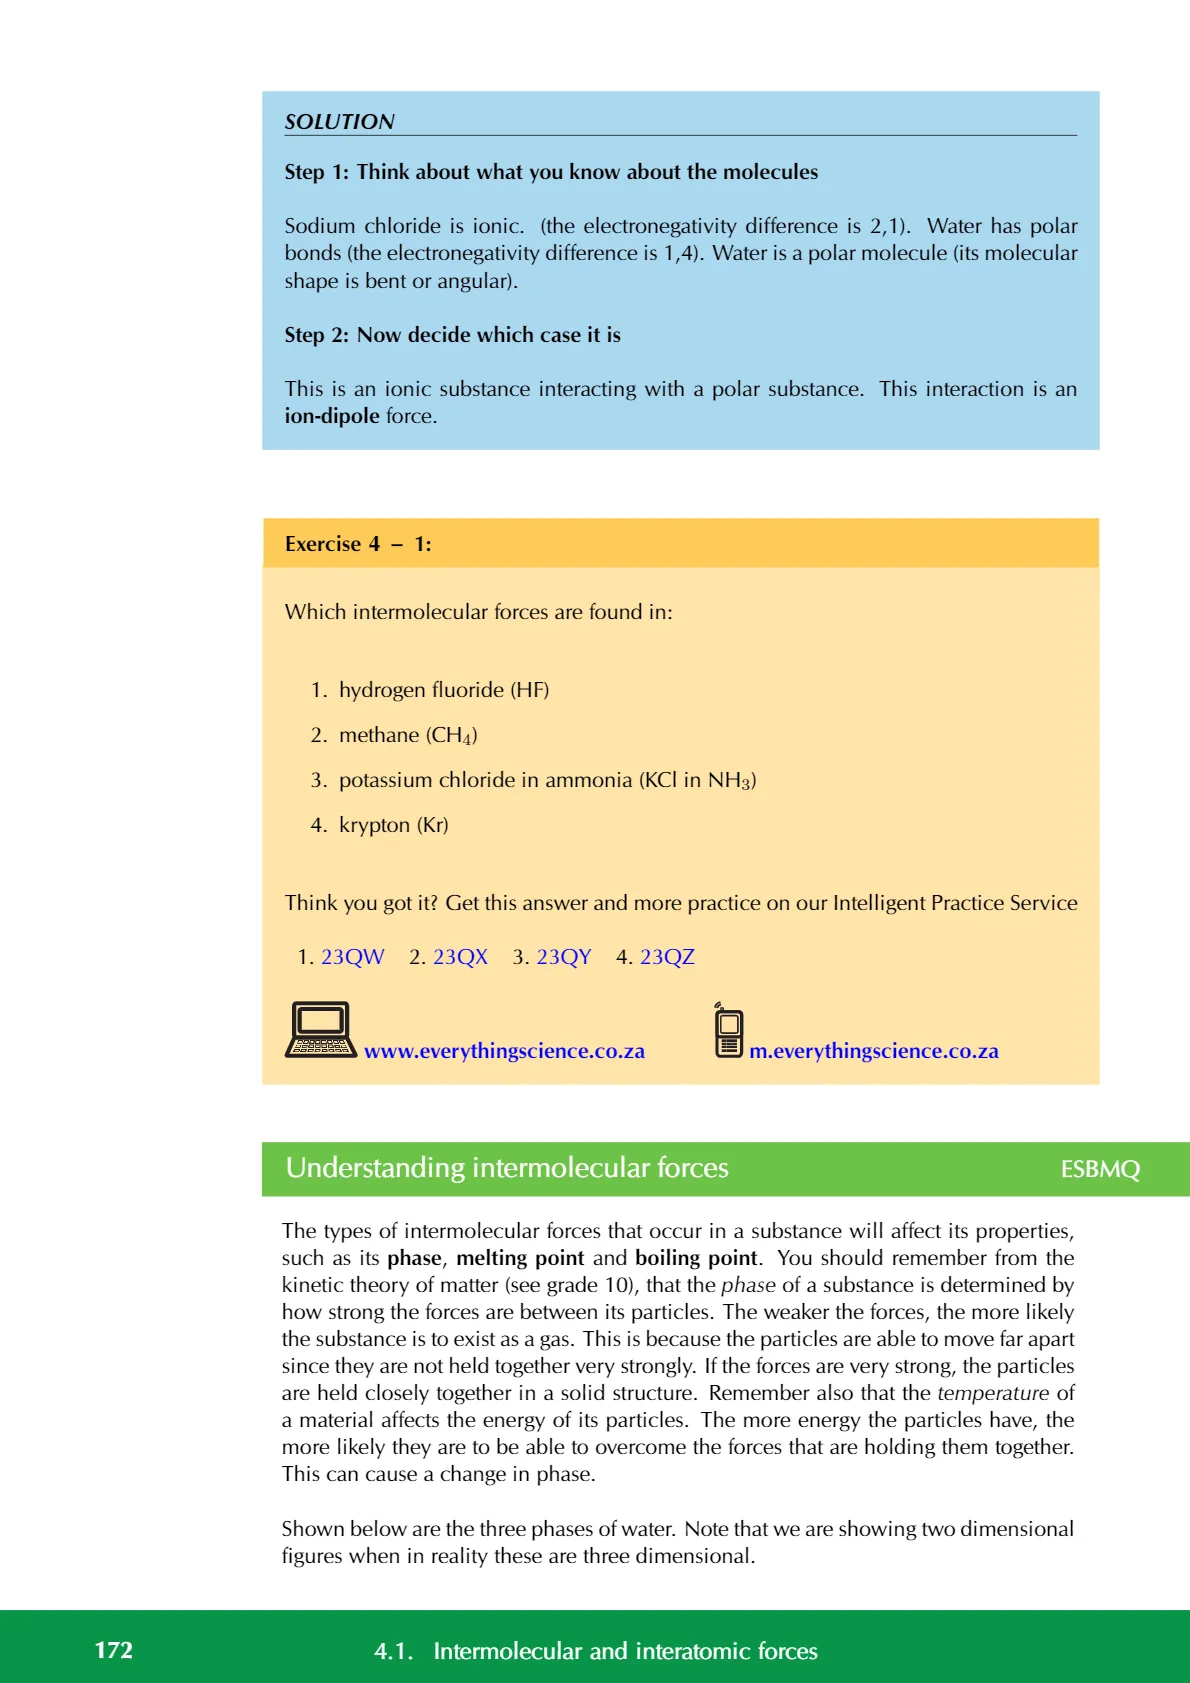 SOLUTION
Step 1: Think about what you know about the molecules
Sodium chloride is ionic. (the electronegativity difference is 2,1). Water has polar
bonds (the electronegativity difference is 1,4). Water is a polar molecule (its molecular
shape is bent or angular).
Step 2: Now decide which case it is
This is an ionic substance interacting with a polar substance. This interaction is an
ion-dipole force.
Exercise 4 – 1:
Which intermolecular forces are found in:
1. hydrogen fluoride (HF)
2. methane (CH₄)
3. potassium chloride in ammonia (KCl in NH₃)
4. krypton (Kr)
Think you got it? Get this answer and more practice on our Intelligent Practice Service
1. 23QW 2. 23QX 3. 23QY 4. 23QZ
www.everythingscience.co.za m.everythingscience.co.za
Understanding intermolecular forces ESBMQ
The types of intermolecular forces that occur in a substance will affect its properties,
such as its phase, melting point and boiling point. You should remember from the
kinetic theory of matter (see grade 10), that the phase of a substance is determined by
how strong the forces are between its particles. The weaker the forces, the more likely
the substance is to exist as a gas. This is because the particles are able to move far apart
since they are not held together very strongly. If the forces are very strong, the particles
are held closely together in a solid structure. Remember also that the temperature of
a material affects the energy of its particles. The more energy the particles have, the
more likely they are to be able to overcome the forces that are holding them together.
This can cause a change in phase.
Shown below are the three phases of water. Note that we are showing two dimensional
figures when in reality these are three dimensional.
172 4.1. Intermolecular and interatomic forces